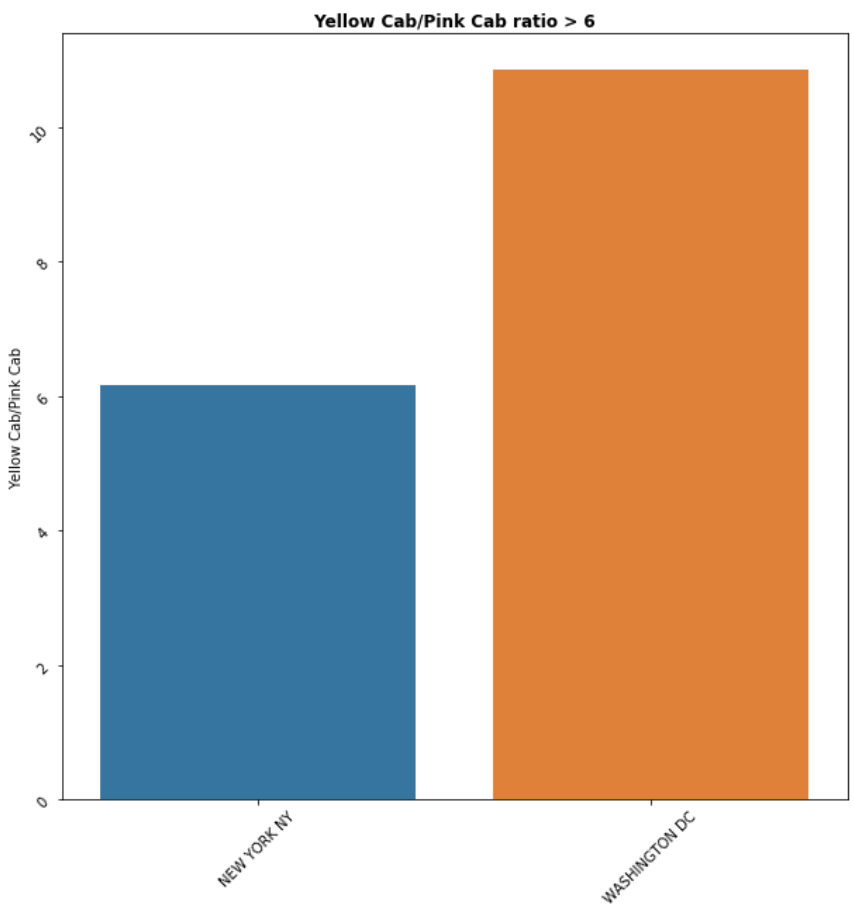 Yellow Cab/Pink Cab ratio > 6
Yellow Cab/Pink Cab
10
8
6
4
2
0
NEW YORK NY
WASHINGTON DC